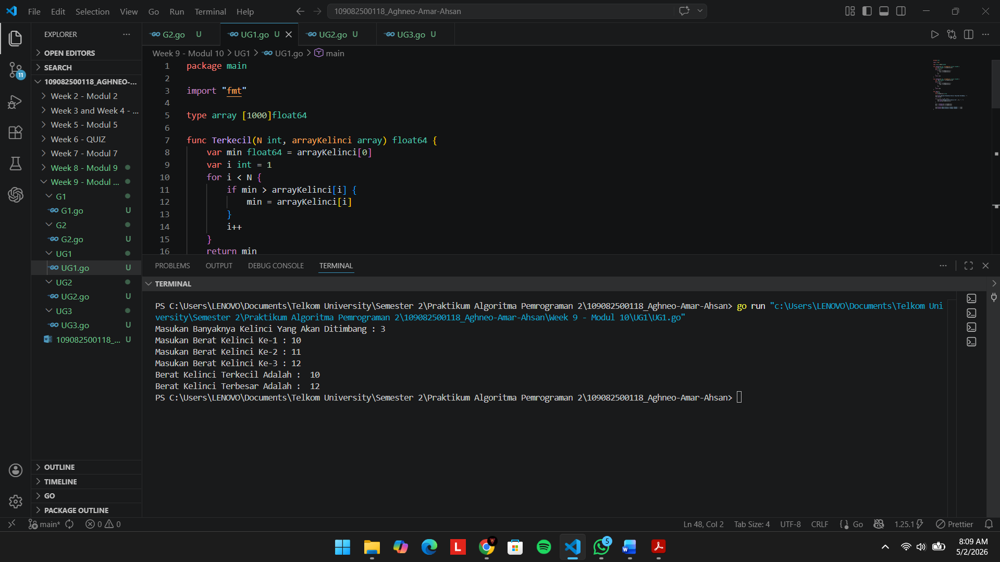 File Edit Selection View Go Run Terminal Help
109082500118_Aghneo-Amar-Ahsan
EXPLORER
OPEN EDITORS
SEARCH
109082500118_AGHNEO-...
Week 2 - Modul 2
Week 3 and Week 4 - ...
Week 5 - Modul 5
Week 6 - QUIZ
Week 7 - Modul 7
Week 8 - Modul 9
Week 9 - Modul ...
G1
G1.go U
G2
G2.go U
UG1
UG1.go U
UG2
UG2.go U
UG3
UG3.go U
109082500118_... U
OUTLINE
TIMELINE
GO
PACKAGE OUTLINE
11
G2.go U UG1.go U UG2.go U UG3.go U
Week 9 - Modul 10 > UG1 > UG1.go > main
1 package main
2
3 import "fmt"
4
5 type array [1000]float64
6
7 func Terkecil(N int, arrayKelinci array) float64 {
8 var min float64 = arrayKelinci[0]
9 var i int = 1
10 for i < N {
11 if min > arrayKelinci[i] {
12 min = arrayKelinci[i]
13 }
14 i++
15 }
16 return min
PROBLEMS OUTPUT DEBUG CONSOLE TERMINAL
TERMINAL
PS C:\Users\LENOVO\Documents\Telkom University\Semester 2\Praktikum Algoritma Pemrograman 2\109082500118_Aghneo-Amar-Ahsan> go run "c:\Users\LENOVO\Documents\Telkom Uni
versity\Semester 2\Praktikum Algoritma Pemrograman 2\109082500118_Aghneo-Amar-Ahsan\Week 9 - Modul 10\UG1\UG1.go"
Masukan Banyaknya Kelinci Yang Akan Ditimbang : 3
Masukan Berat Kelinci Ke-1 : 10
Masukan Berat Kelinci Ke-2 : 11
Masukan Berat Kelinci Ke-3 : 12
Berat Kelinci Terkecil Adalah :  10
Berat Kelinci Terbesar Adalah :  12
PS C:\Users\LENOVO\Documents\Telkom University\Semester 2\Praktikum Algoritma Pemrograman 2\109082500118_Aghneo-Amar-Ahsan>
main* 0 0 Ln 48, Col 2 Tab Size: 4 UTF-8 CRLF {} Go 1.25.1 Prettier
5
8:09 AM
5/2/2026